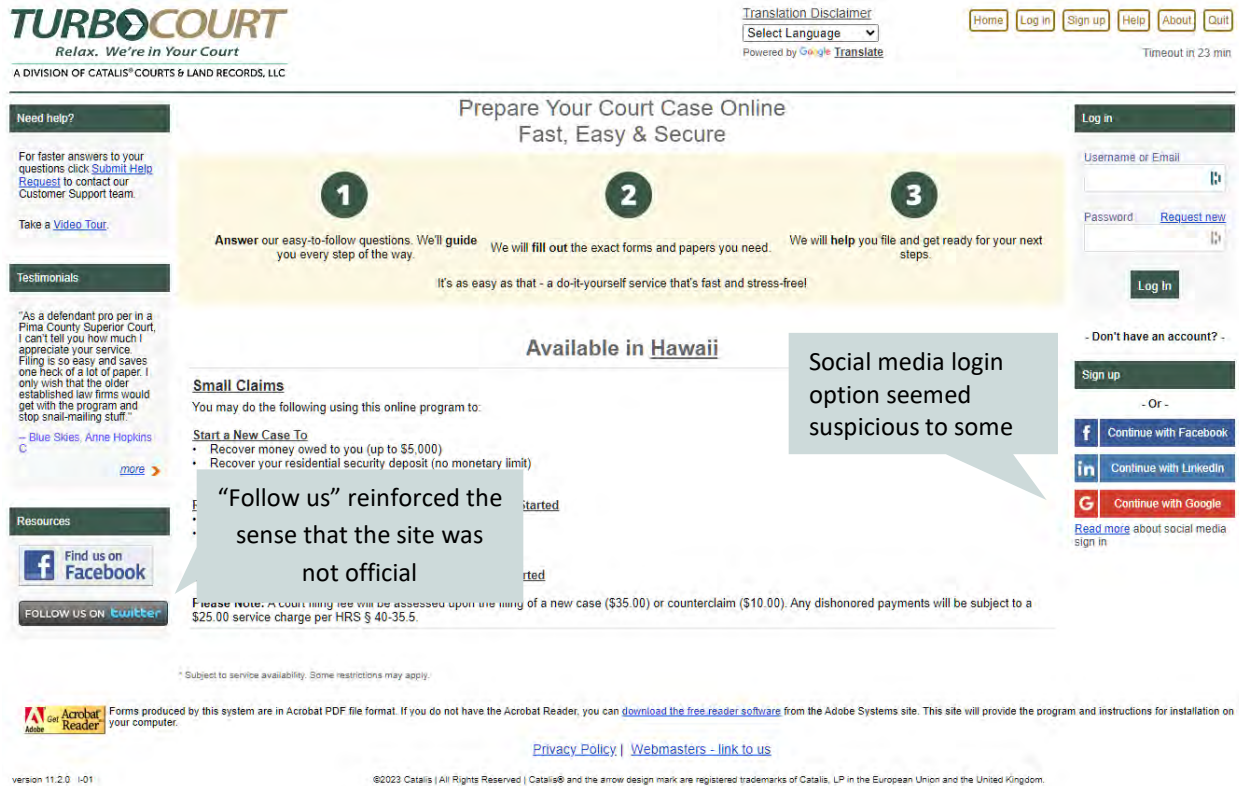 TURBOCOURT
Relax. We're in Your Court
A DIVISION OF CATALIS® COURTS & LAND RECORDS, LLC
Translation Disclaimer
Select Language
Powered by Google Translate
Home Log in Sign up Help About Quit
Timeout in 23 min
Need help?
For faster answers to your
questions click Submit Help
Request to contact our
Customer Support team.
Take a Video Tour.
Testimonials
"As a defendant pro per in a
Pima County Superior Court,
I can't tell you how much I
appreciate your service.
Filing is so easy and saves
one heck of a lot of paper. I
only wish that the older
established law firms would
get with the program and
stop snail-mailing stuff."
-- Blue Skies, Anne Hopkins
C
more
Resources
Find us on
Facebook
FOLLOW US ON twitter
Prepare Your Court Case Online
Fast, Easy & Secure
1
2
3
Answer our easy-to-follow questions. We'll guide
you every step of the way.
We will fill out the exact forms and papers you need.
We will help you file and get ready for your next
steps.
It's as easy as that - a do-it-yourself service that's fast and stress-free!
Available in Hawaii
Small Claims
You may do the following using this online program to:
Start a New Case To
• Recover money owed to you (up to $5,000)
• Recover your residential security deposit (no monetary limit)
Started
rted
"Follow us" reinforced the
sense that the site was
not official
Please Note: A court filing fee will be assessed upon the filing of a new case ($35.00) or counterclaim ($10.00). Any dishonored payments will be subject to a
$25.00 service charge per HRS § 40-35.5.
Social media login
option seemed
suspicious to some
Log in
Username or Email
Password Request new
Log In
- Don't have an account? -
Sign up
- Or -
Continue with Facebook
Continue with LinkedIn
Continue with Google
Read more about social media
sign in
* Subject to service availability. Some restrictions may apply.
Adobe Get Acrobat Reader
Forms produced by this system are in Acrobat PDF file format. If you do not have the Acrobat Reader, you can download the free reader software from the Adobe Systems site. This site will provide the program and instructions for installation on
your computer.
Privacy Policy | Webmasters - link to us
version 11.2.0 I-01
©2023 Catalis | All Rights Reserved | Catalis® and the arrow design mark are registered trademarks of Catalis, LP in the European Union and the United Kingdom.